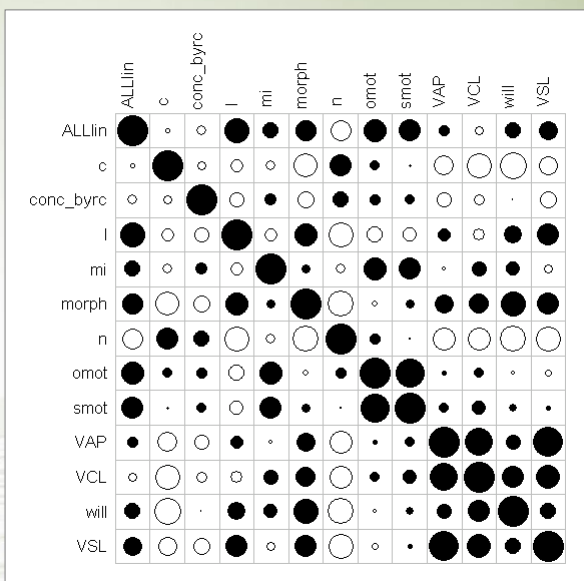 ALLlin c conc_byrc l mi morph n omot smot VAP VCL will VSL
ALLlin
c
conc_byrc
l
mi
morph
n
omot
smot
VAP
VCL
will
VSL